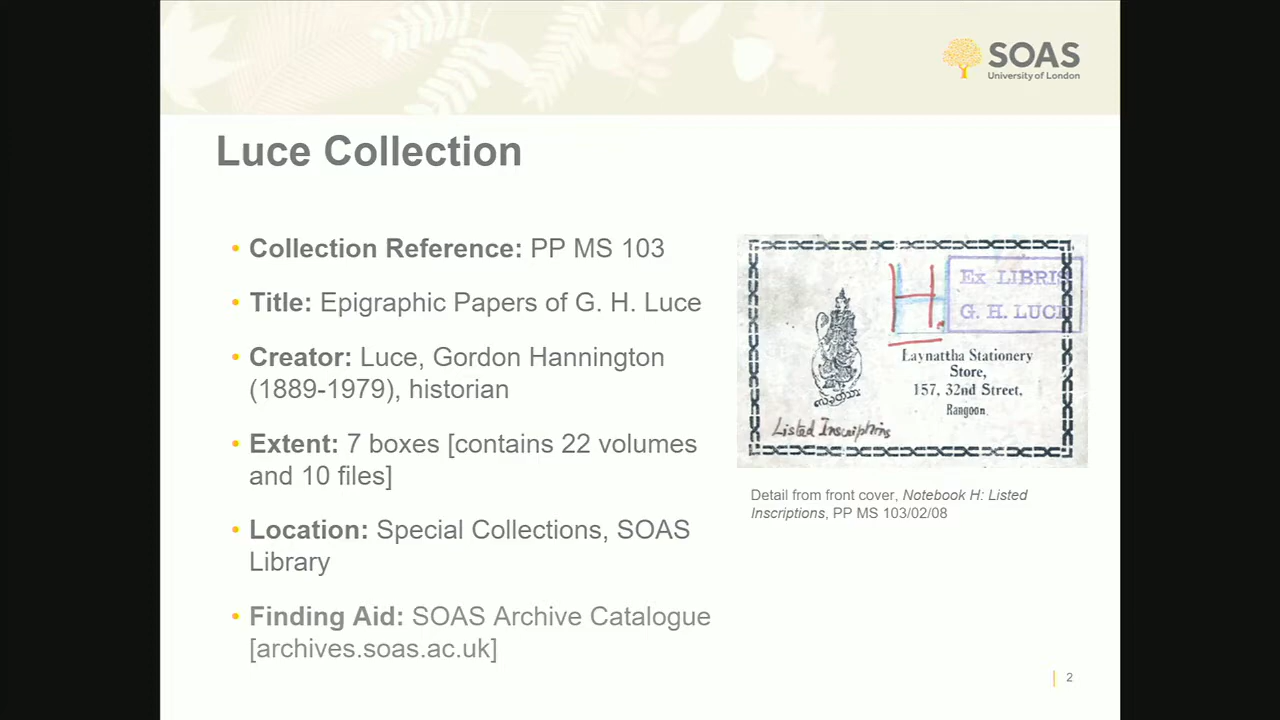 SOAS
University of London
Luce Collection
• Collection Reference: PP MS 103
• Title: Epigraphic Papers of G. H. Luce
• Creator: Luce, Gordon Hannington
(1889-1979), historian
• Extent: 7 boxes [contains 22 volumes
and 10 files]
• Location: Special Collections, SOAS
Library
• Finding Aid: SOAS Archive Catalogue
[archives.soas.ac.uk]
H.
Ex LIBRIS
G. H. LUCE
Laynattha Stationery
Store,
157, 32nd Street,
Rangoon
Listed Inscriptions
Detail from front cover, Notebook H: Listed
Inscriptions, PP MS 103/02/08
2